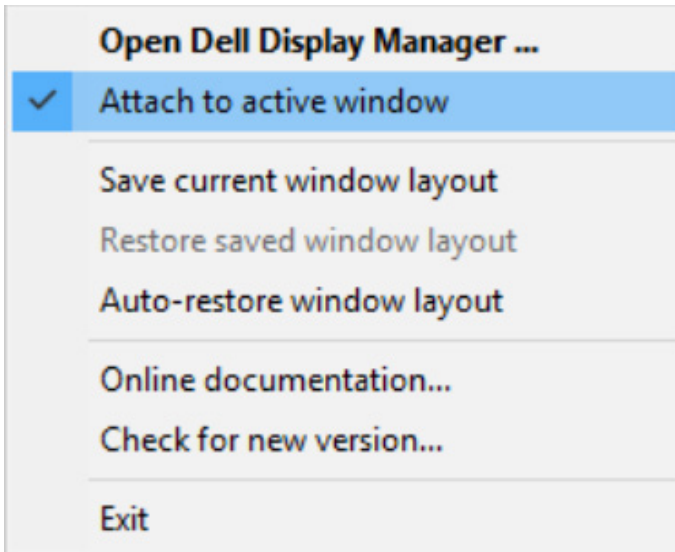 Open Dell Display Manager ...
Attach to active window
Save current window layout
Restore saved window layout
Auto-restore window layout
Online documentation...
Check for new version...
Exit